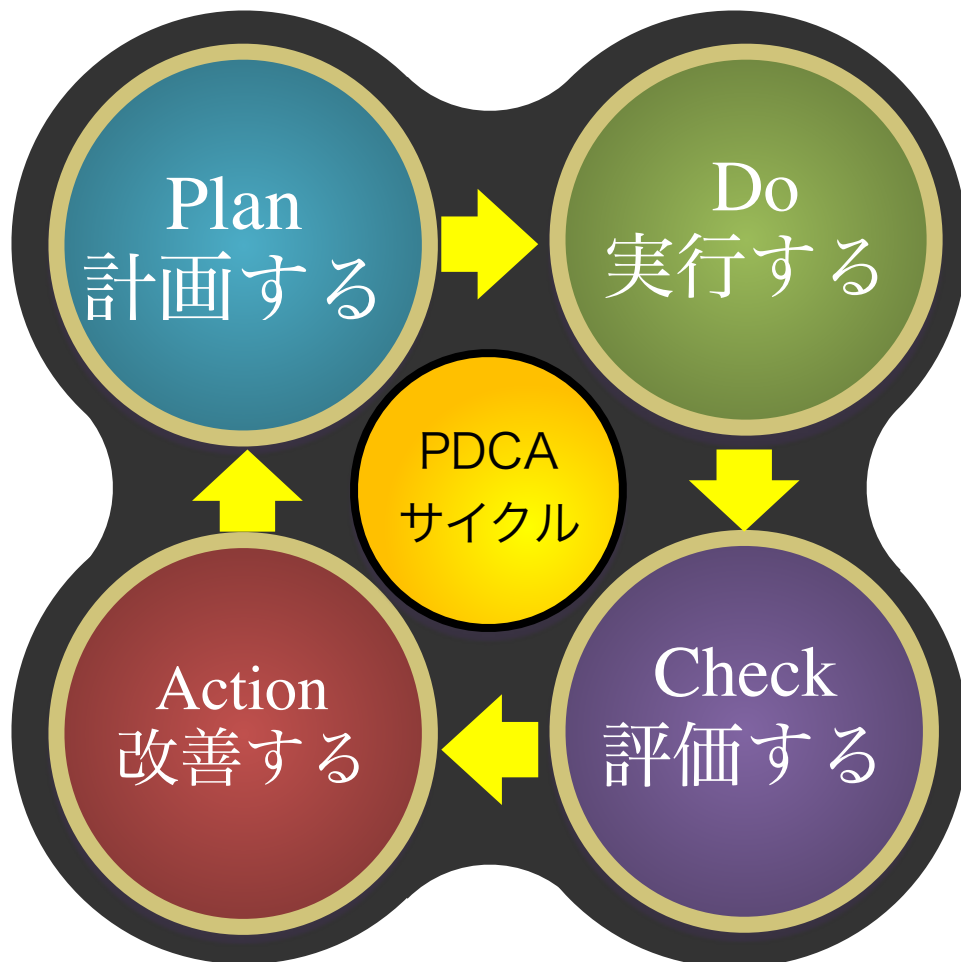 Plan
計画する
Do
実行する
PDCA
サイクル
Action
改善する
Check
評価する